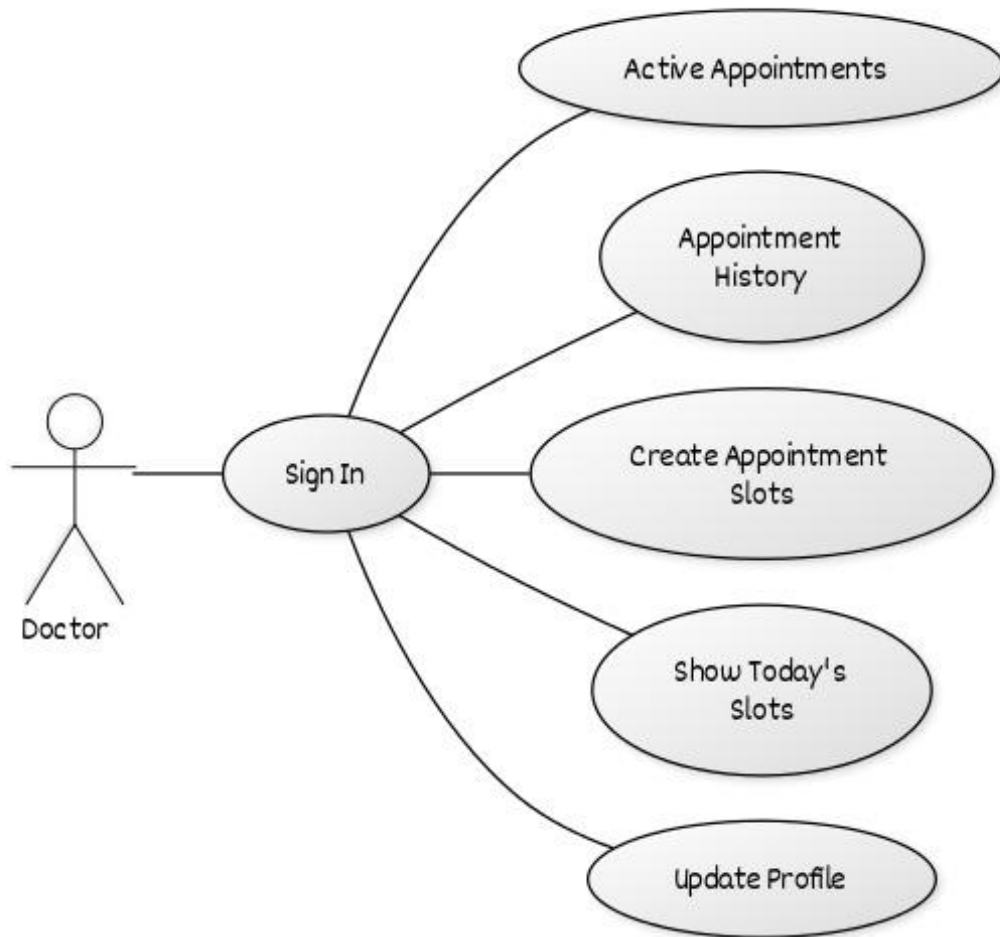 Active Appointments
Appointment
History
Sign In
Create Appointment
Slots
Doctor
Show Today's
Slots
Update Profile